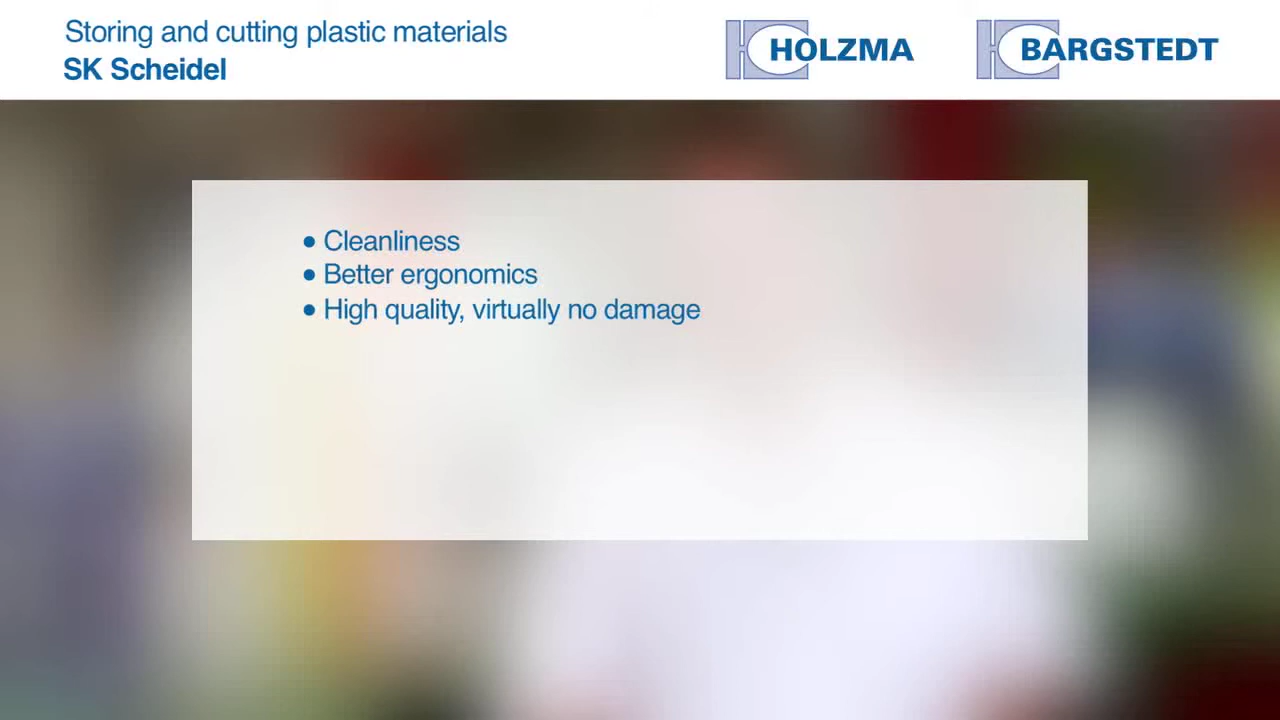 Storing and cutting plastic materials
SK Scheidel
HOLZMA
BARGSTEDT
• Cleanliness
• Better ergonomics
• High quality, virtually no damage